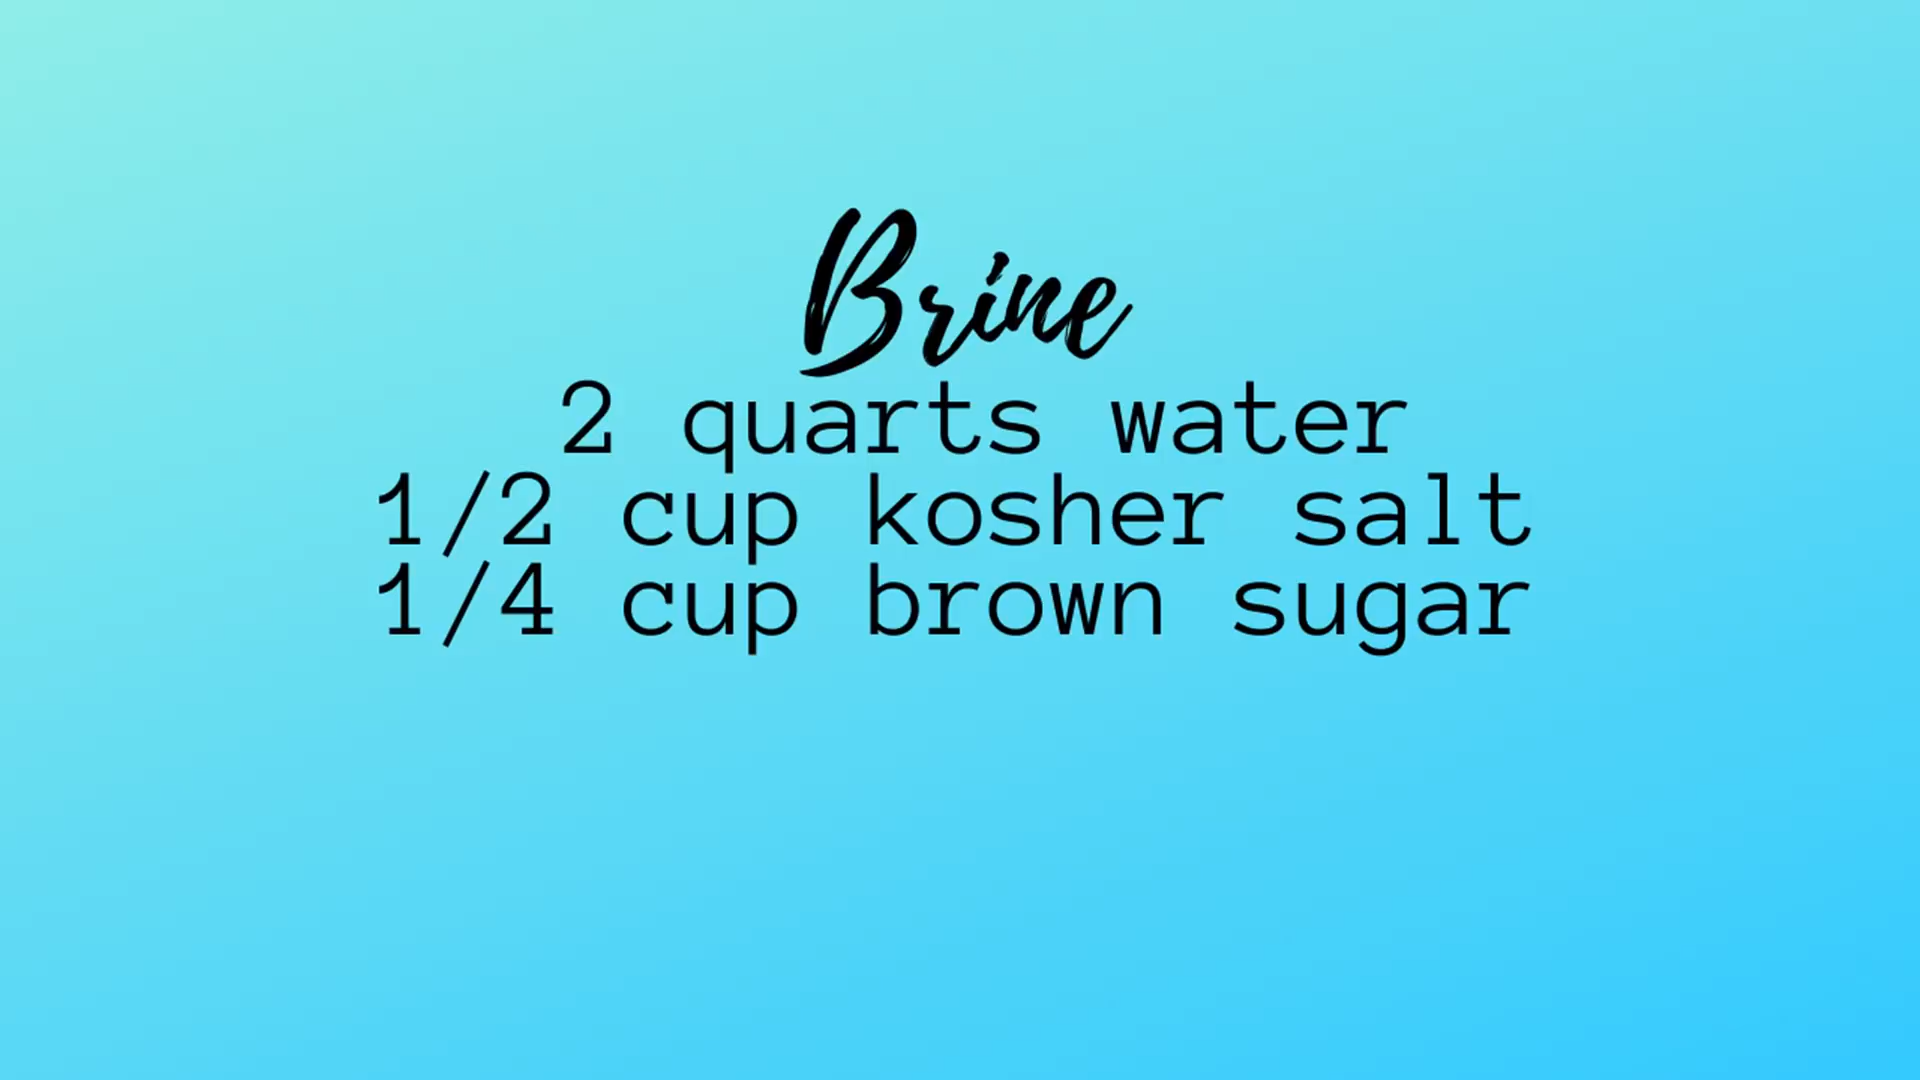 Brine
2 quarts water
1/2 cup kosher salt
1/4 cup brown sugar